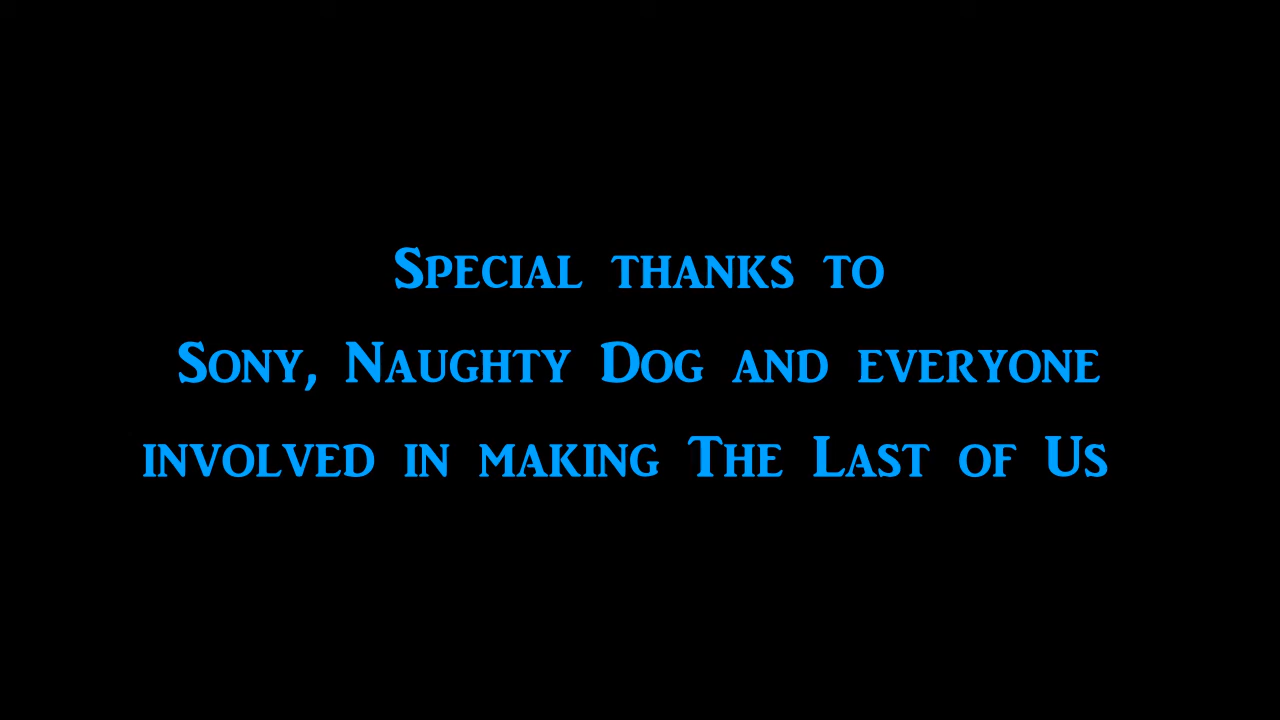 Special thanks to
Sony, Naughty Dog and everyone
involved in making The Last of Us